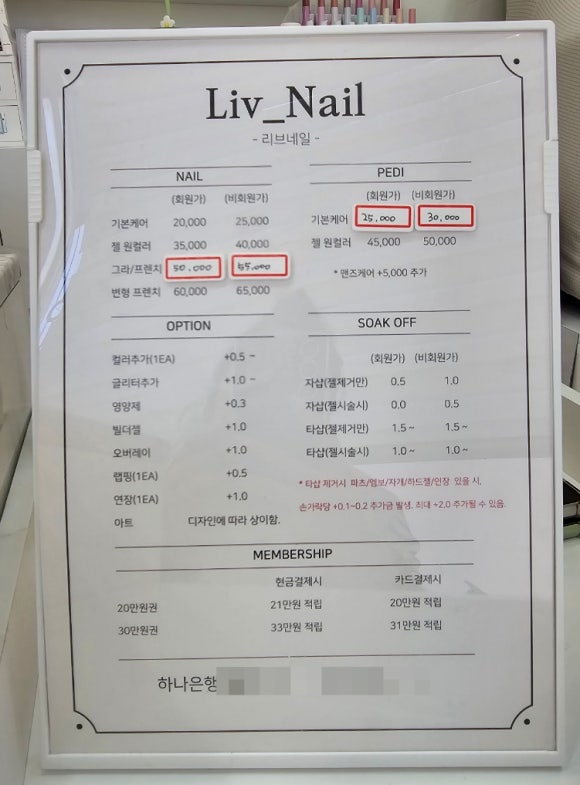 Liv_Nail
- 리브네일 -
NAIL
(회원가) (비회원가)
기본케어 20,000 25,000
젤 원컬러 35,000 40,000
그라/프렌치 50,000 55,000
변형 프렌치 60,000 65,000
PEDI
(회원가) (비회원가)
기본케어 25,000 30,000
젤 원컬러 45,000 50,000
* 맨즈케어 +5,000 추가
OPTION
컬러추가(1EA) +0.5 ~
글리터추가 +1.0 ~
영양제 +0.3
빌더젤 +1.0
오버레이 +1.0
랩핑(1EA) +0.5
연장(1EA) +1.0
아트 디자인에 따라 상이함.
SOAK OFF
(회원가) (비회원가)
자샵(젤제거만) 0.5 1.0
자샵(젤시술시) 0.0 0.5
타샵(젤제거만) 1.5 ~ 1.5 ~
타샵(젤시술시) 1.0 ~ 1.0 ~
* 타샵 제거시 파츠/엠보/자개/하드젤/연장 있을 시,
손가락당 +0.1~0.2 추가금 발생. 최대 +2.0 추가될 수 있음.
MEMBERSHIP
현금결제시 카드결제시
20만원권 21만원 적립 20만원 적립
30만원권 33만원 적립 31만원 적립
하나은행